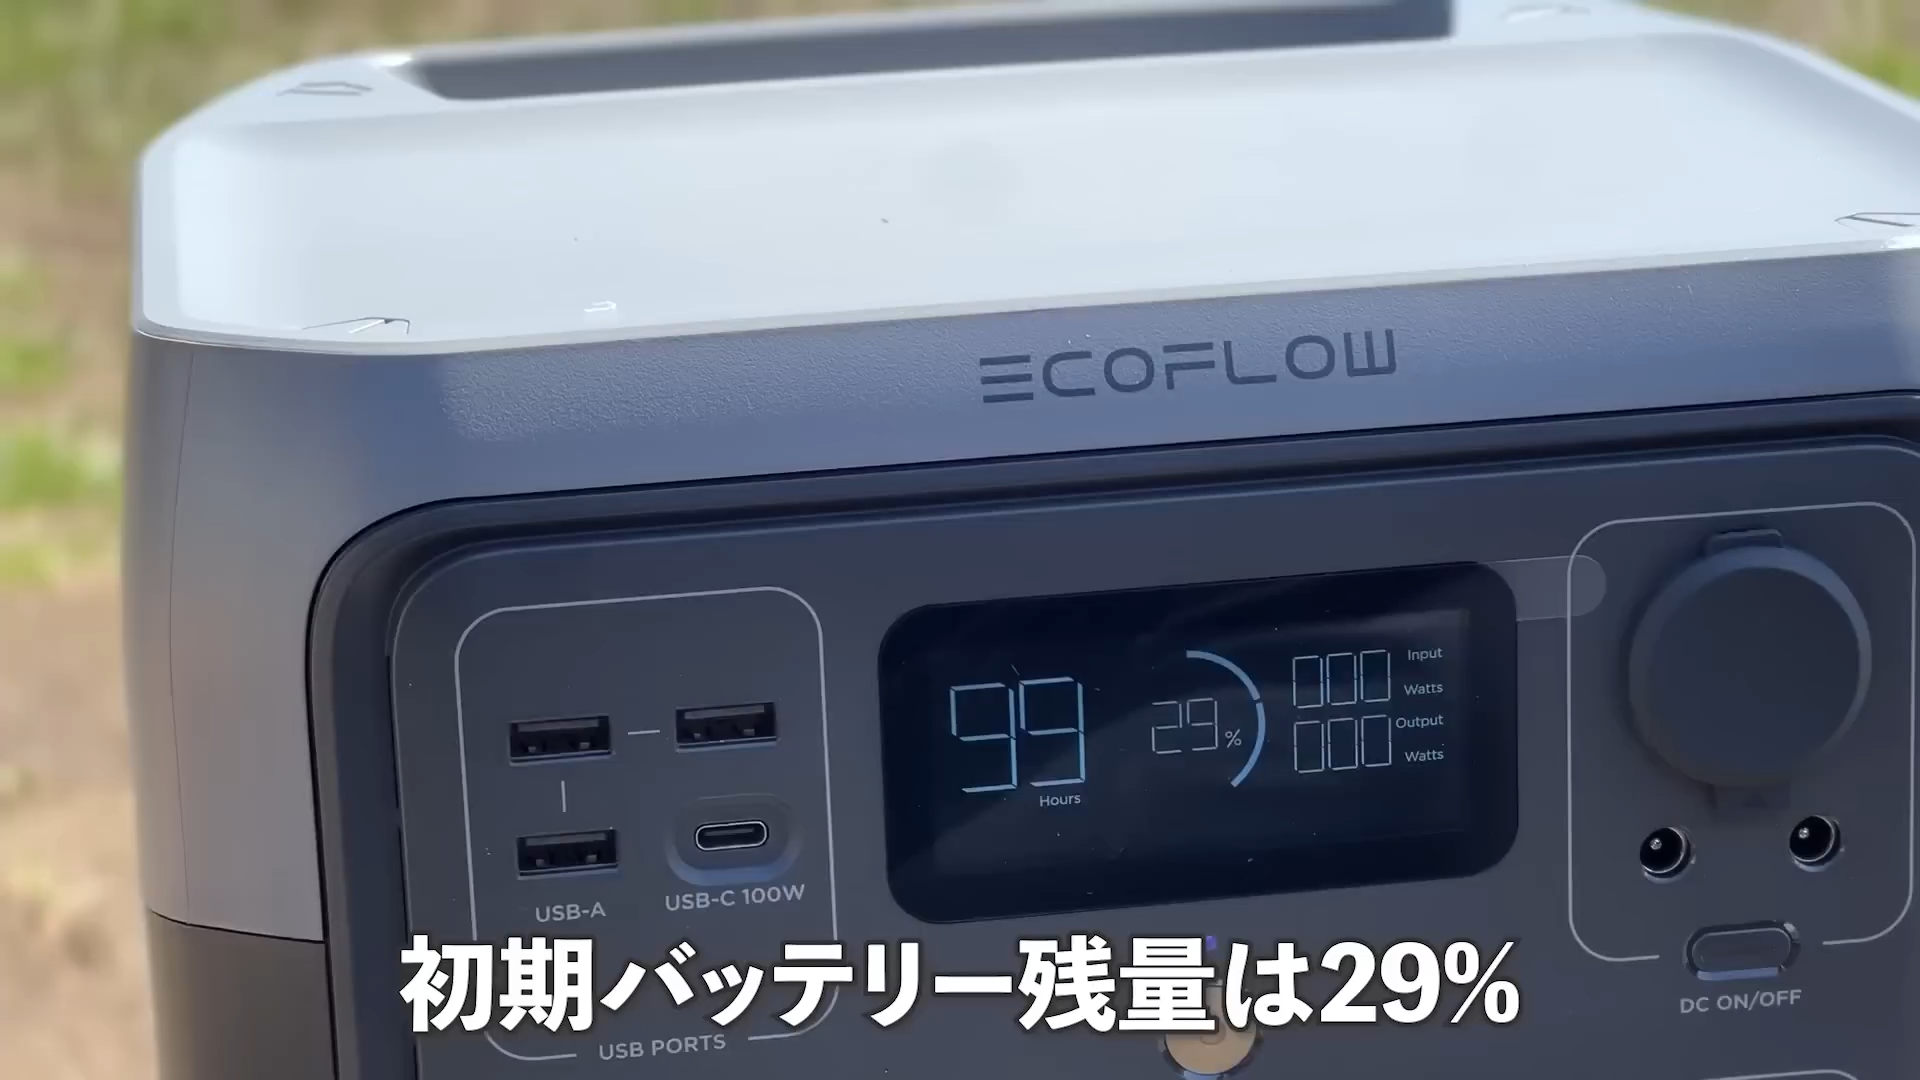 ECOFLOW
99
Hours
29%
000
Input
Watts
000
Output
Watts
USB-A
USB-C 100W
USB PORTS
DC ON/OFF
初期バッテリー残量は29%